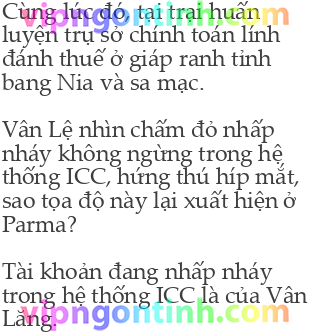 Cùng lúc đó, tại trại huấn
vipngontinh.com
luyện trụ sở chính toán lính
đánh thuế ở giáp ranh tỉnh
bang Nia và sa mạc.
Vân Lệ nhìn chấm đỏ nhấp
nháy không ngừng trong hệ
thống ICC, hứng thú híp mắt,
sao tọa độ này lại xuất hiện ở
Parma?
Tài khoản đang nhấp nháy
trong hệ thống ICC là của Vân
Lăng.
vipngontinh.com